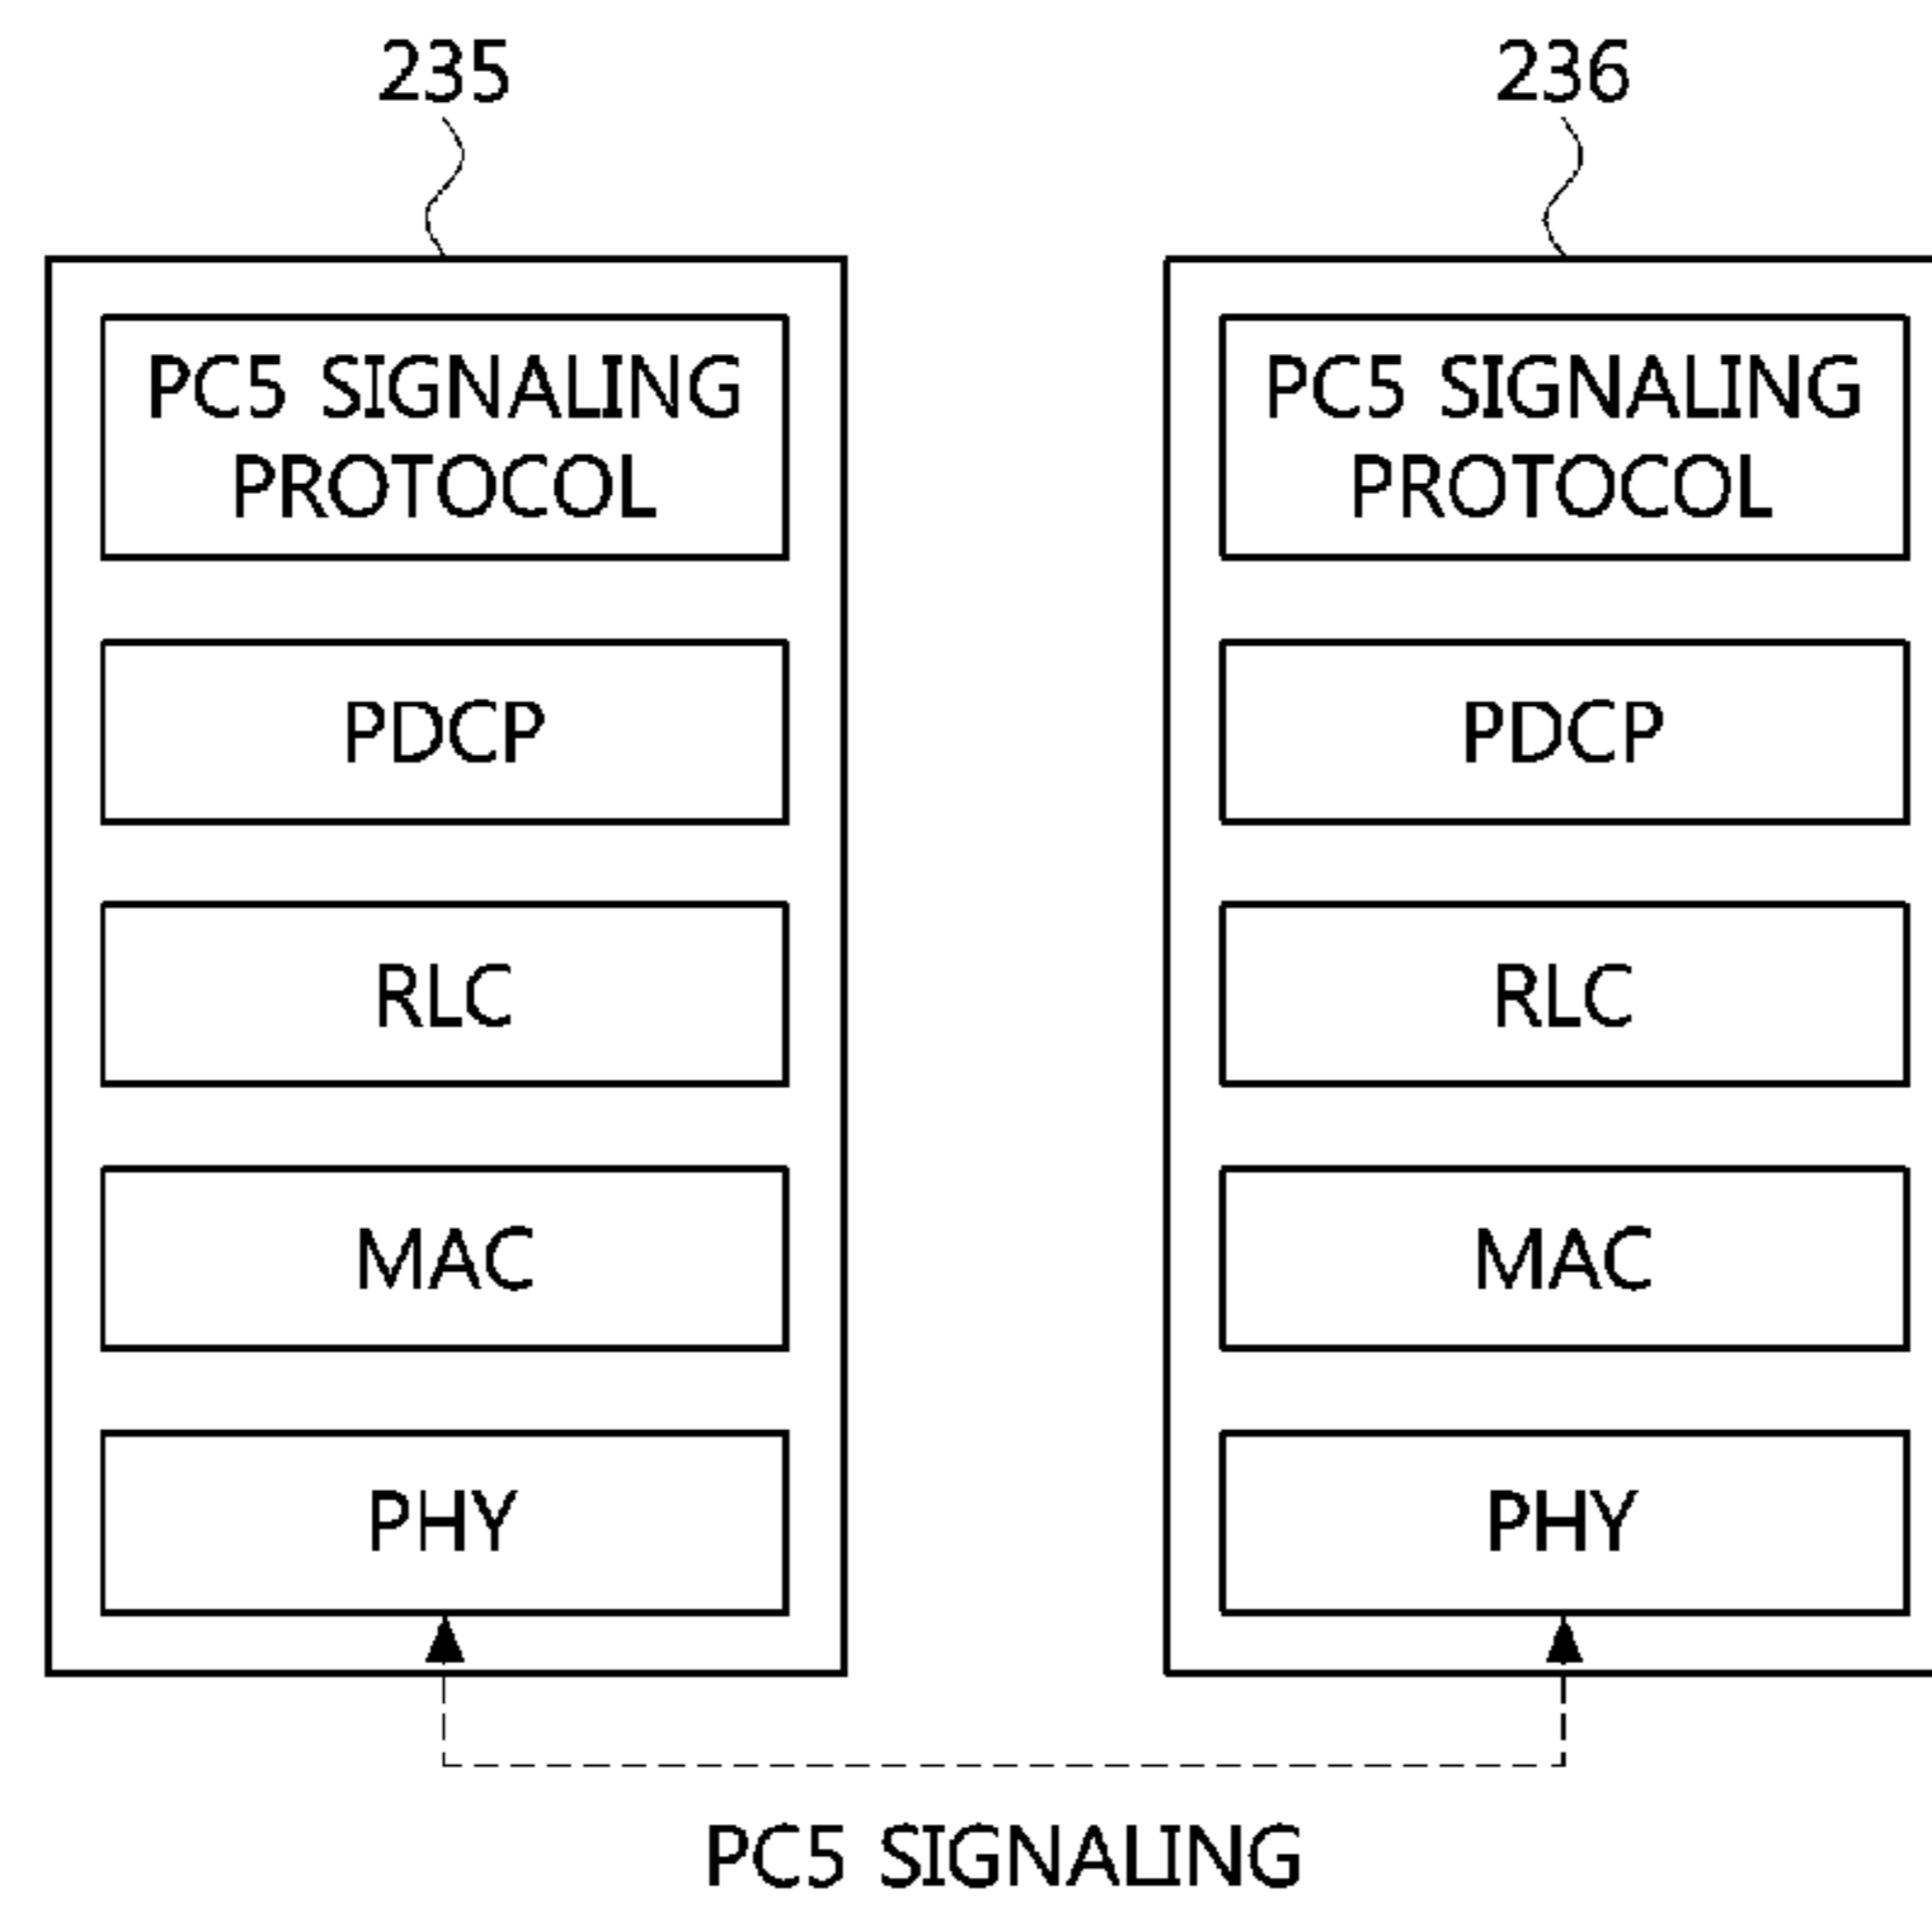 235
236
PC5 SIGNALING
PROTOCOL
PDCP
RLC
MAC
PHY
PC5 SIGNALING
PROTOCOL
PDCP
RLC
MAC
PHY
PC5 SIGNALING